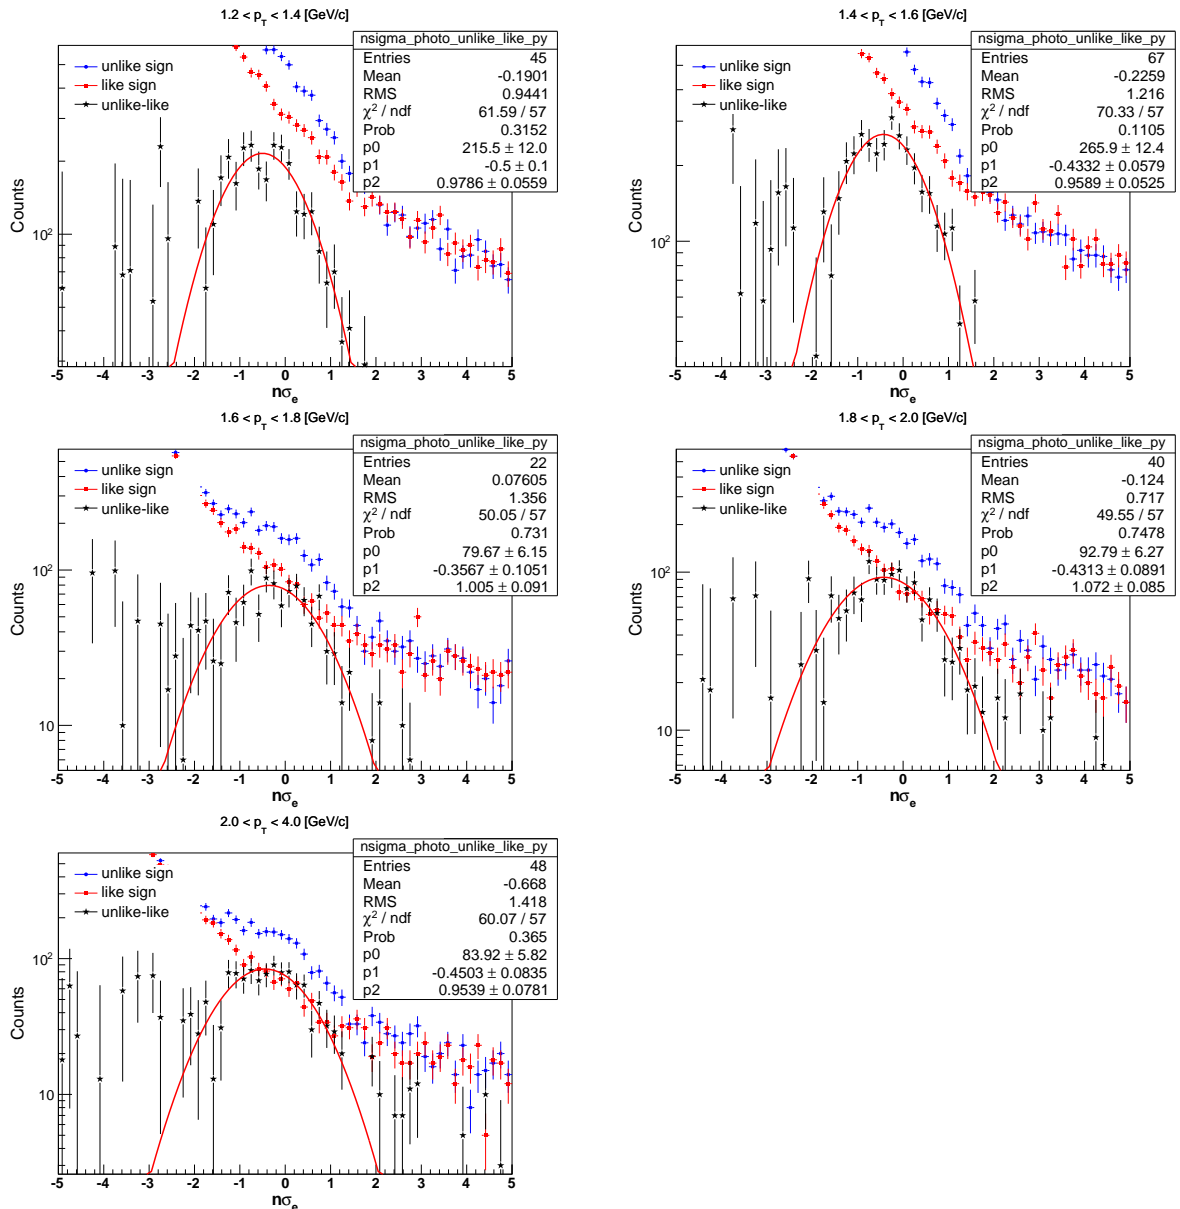 1.2 < p_T < 1.4 [GeV/c]
nsigma_photo_unlike_like_py
Entries 45
Mean -0.1901
RMS 0.9441
χ² / ndf 61.59 / 57
Prob 0.3152
p0 215.5 ± 12.0
p1 -0.5 ± 0.1
p2 0.9786 ± 0.0559
unlike sign
like sign
unlike-like
Counts
10²
-5 -4 -3 -2 -1 0 1 2 3 4 5
nσ_e
1.4 < p_T < 1.6 [GeV/c]
nsigma_photo_unlike_like_py
Entries 67
Mean -0.2259
RMS 1.216
χ² / ndf 70.33 / 57
Prob 0.1105
p0 265.9 ± 12.4
p1 -0.4332 ± 0.0579
p2 0.9589 ± 0.0525
unlike sign
like sign
unlike-like
Counts
10²
-5 -4 -3 -2 -1 0 1 2 3 4 5
nσ_e
1.6 < p_T < 1.8 [GeV/c]
nsigma_photo_unlike_like_py
Entries 22
Mean 0.07605
RMS 1.356
χ² / ndf 50.05 / 57
Prob 0.731
p0 79.67 ± 6.15
p1 -0.3567 ± 0.1051
p2 1.005 ± 0.091
unlike sign
like sign
unlike-like
Counts
10²
10
-5 -4 -3 -2 -1 0 1 2 3 4 5
nσ_e
1.8 < p_T < 2.0 [GeV/c]
nsigma_photo_unlike_like_py
Entries 40
Mean -0.124
RMS 0.717
χ² / ndf 49.55 / 57
Prob 0.7478
p0 92.79 ± 6.27
p1 -0.4313 ± 0.0891
p2 1.072 ± 0.085
unlike sign
like sign
unlike-like
Counts
10²
10
-5 -4 -3 -2 -1 0 1 2 3 4 5
nσ_e
2.0 < p_T < 4.0 [GeV/c]
nsigma_photo_unlike_like_py
Entries 48
Mean -0.668
RMS 1.418
χ² / ndf 60.07 / 57
Prob 0.365
p0 83.92 ± 5.82
p1 -0.4503 ± 0.0835
p2 0.9539 ± 0.0781
unlike sign
like sign
unlike-like
Counts
10²
10
-5 -4 -3 -2 -1 0 1 2 3 4 5
nσ_e